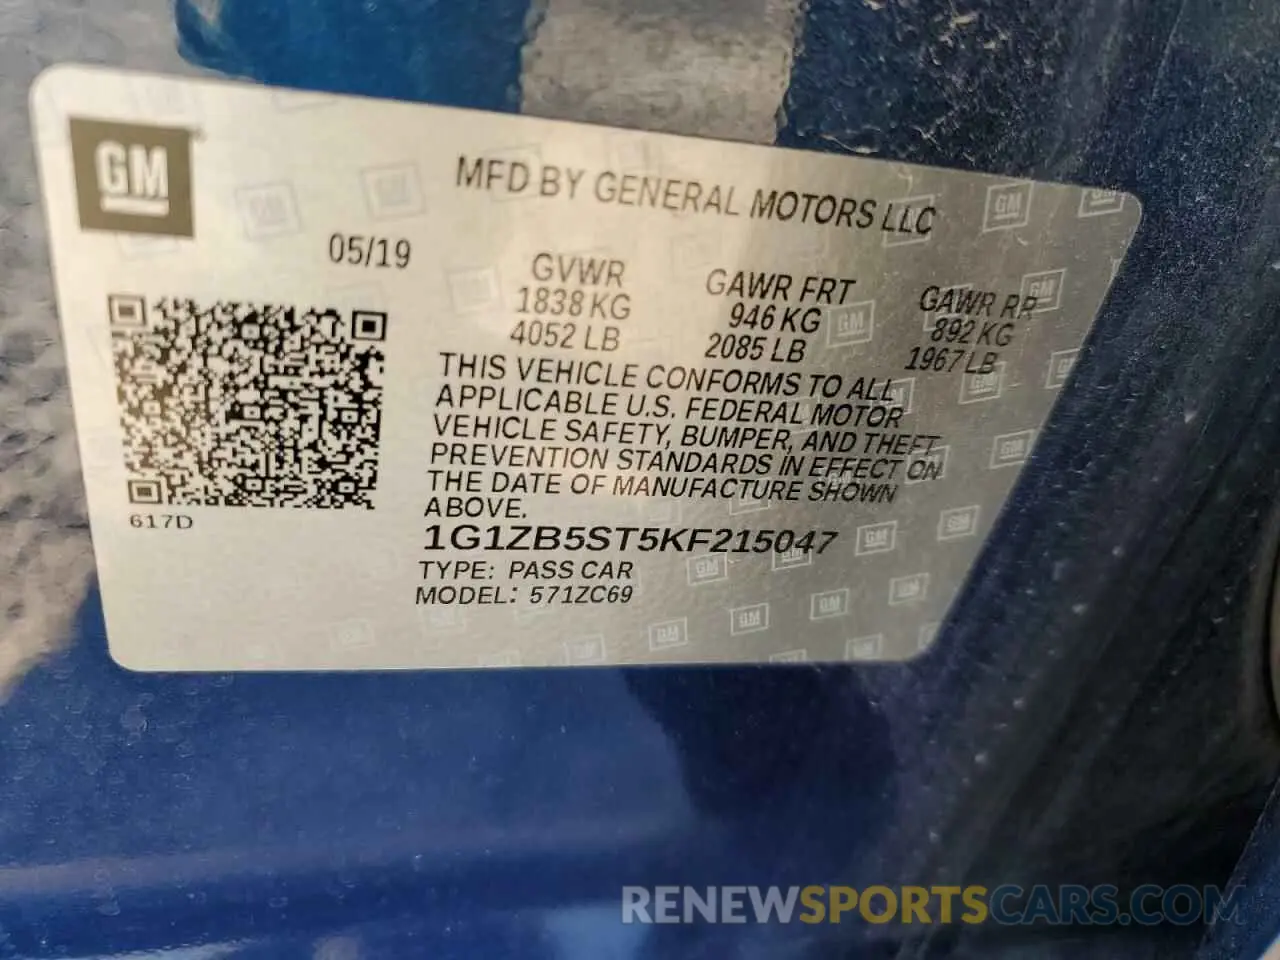 GM
MFD BY GENERAL MOTORS LLC
05/19
GVWR GAWR FRT GAWR RR
1838 KG 946 KG 892 KG
4052 LB 2085 LB 1967 LB
THIS VEHICLE CONFORMS TO ALL
APPLICABLE U.S. FEDERAL MOTOR
VEHICLE SAFETY, BUMPER, AND THEFT
PREVENTION STANDARDS IN EFFECT ON
THE DATE OF MANUFACTURE SHOWN
ABOVE.
617D
1G1ZB5ST5KF215047
TYPE: PASS CAR
MODEL: 571ZC69
RENEWSPORTSCARS.COM